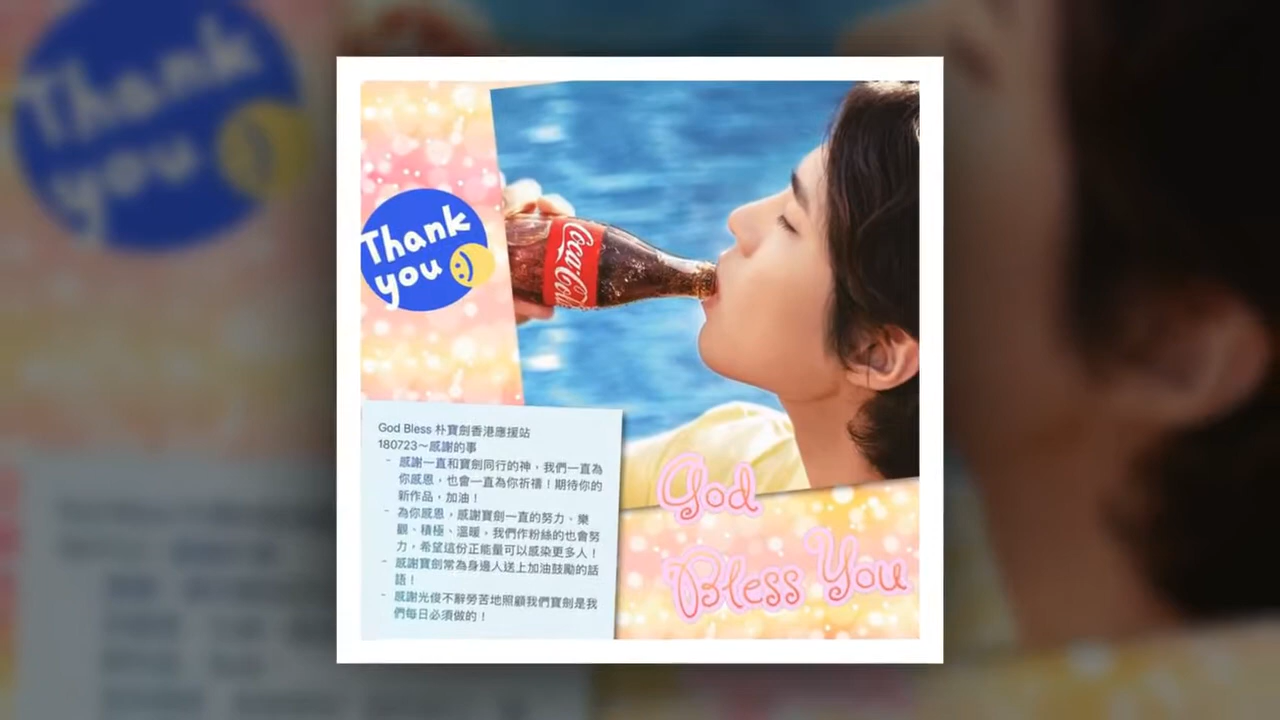 Thank
you
Coca-Cola
God Bless 朴寶劍香港應援站
180723～感謝的事
- 感謝一直和寶劍同行的神，我們一直為
你感恩，也會一直為你祈禱！期待你的
新作品，加油！
- 為你感恩，感謝寶劍一直的努力、樂
觀、積極、溫暖，我們作粉絲的也會努
力，希望這份正能量可以感染更多人！
- 感謝寶劍常為身邊人送上加油鼓勵的話
語！
- 感謝光俊不辭勞苦地照顧我們寶劍是我
們每日必須做的！
God
Bless You